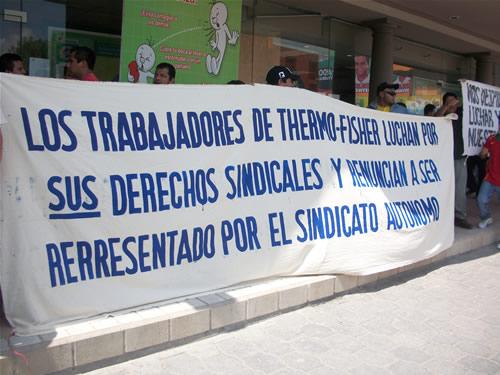 LOS TRABAJADORES DE THERMO-FISHER LUCHAN POR
SUS DERECHOS SINDICALES Y RENUNCIAN A SER
RERRESENTADO POR EL SINDICATO AUTONOMO